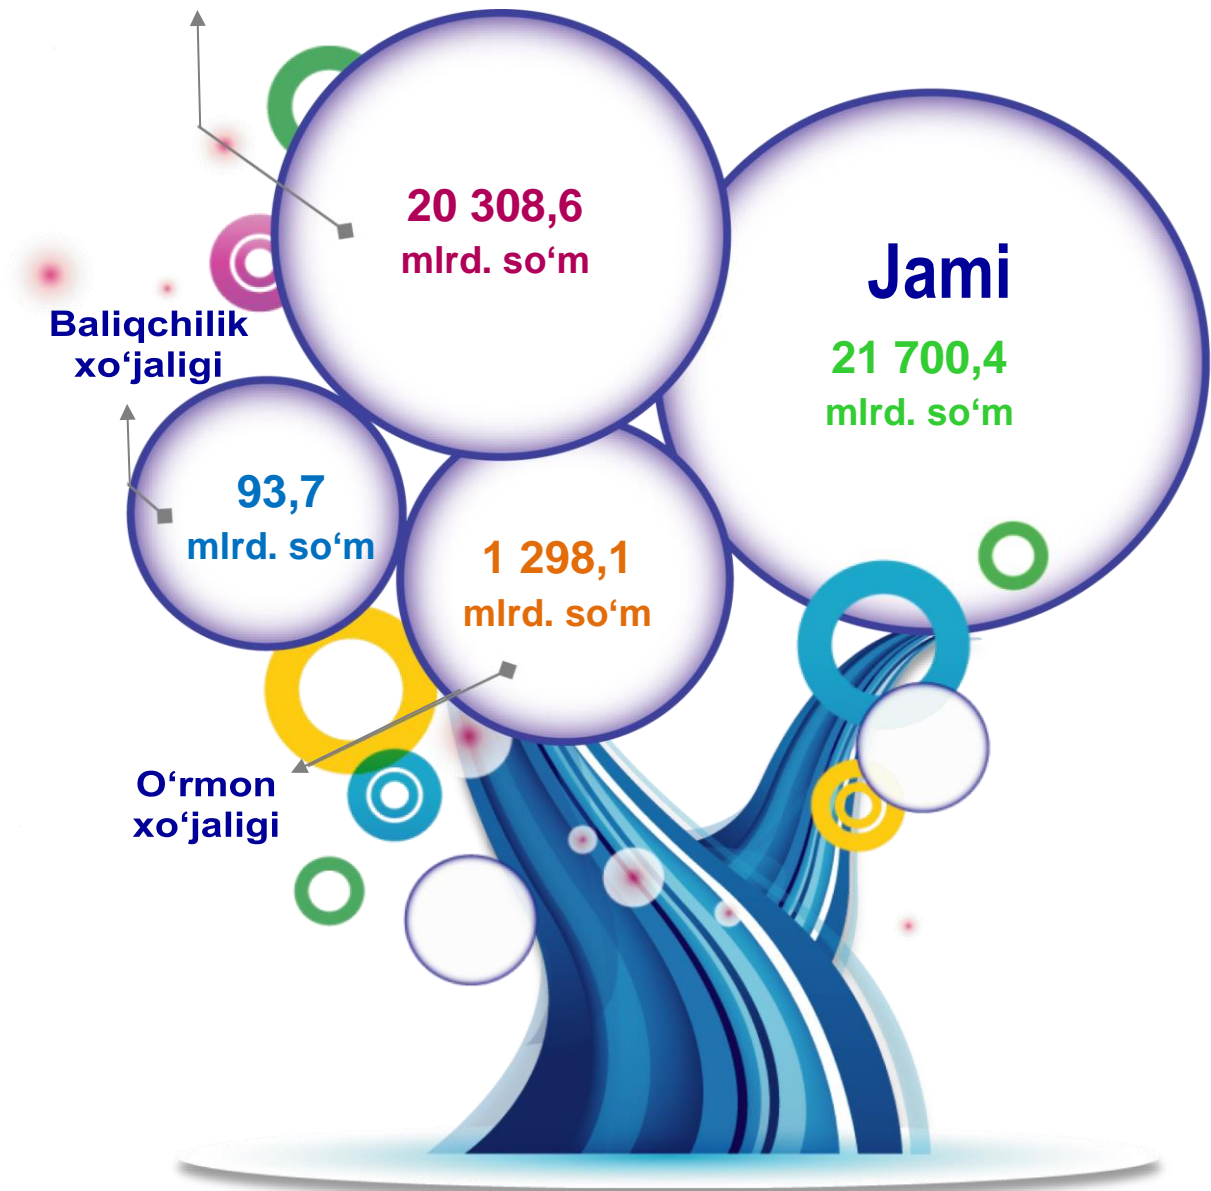 20 308,6
mlrd. so‘m
Jami
21 700,4
mlrd. so‘m
Baliqchilik
xo‘jaligi
93,7
mlrd. so‘m
1 298,1
mlrd. so‘m
O‘rmon
xo‘jaligi